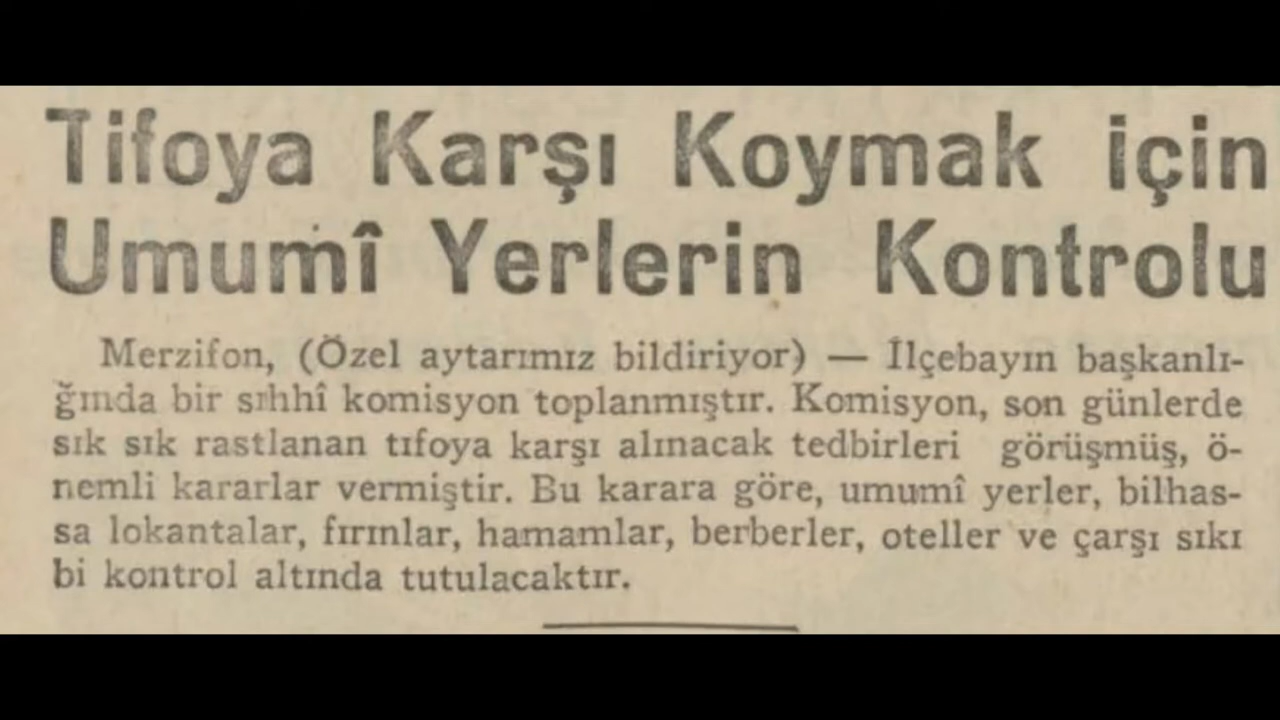 Tifoya Karşı Koymak için
Umumî Yerlerin Kontrolu
Merzifon, (Özel aytarımız bildiriyor) — İlçebayın başkanlı-
ğında bir sıhhî komisyon toplanmıştır. Komisyon, son günlerde
sık sık rastlanan tıfoya karşı alınacak tedbirleri görüşmüş, ö-
nemli kararlar vermiştir. Bu karara göre, umumî yerler, bilhas-
sa lokantalar, fırınlar, hamamlar, berberler, oteller ve çarşı sıkı
bi kontrol altında tutulacaktır.